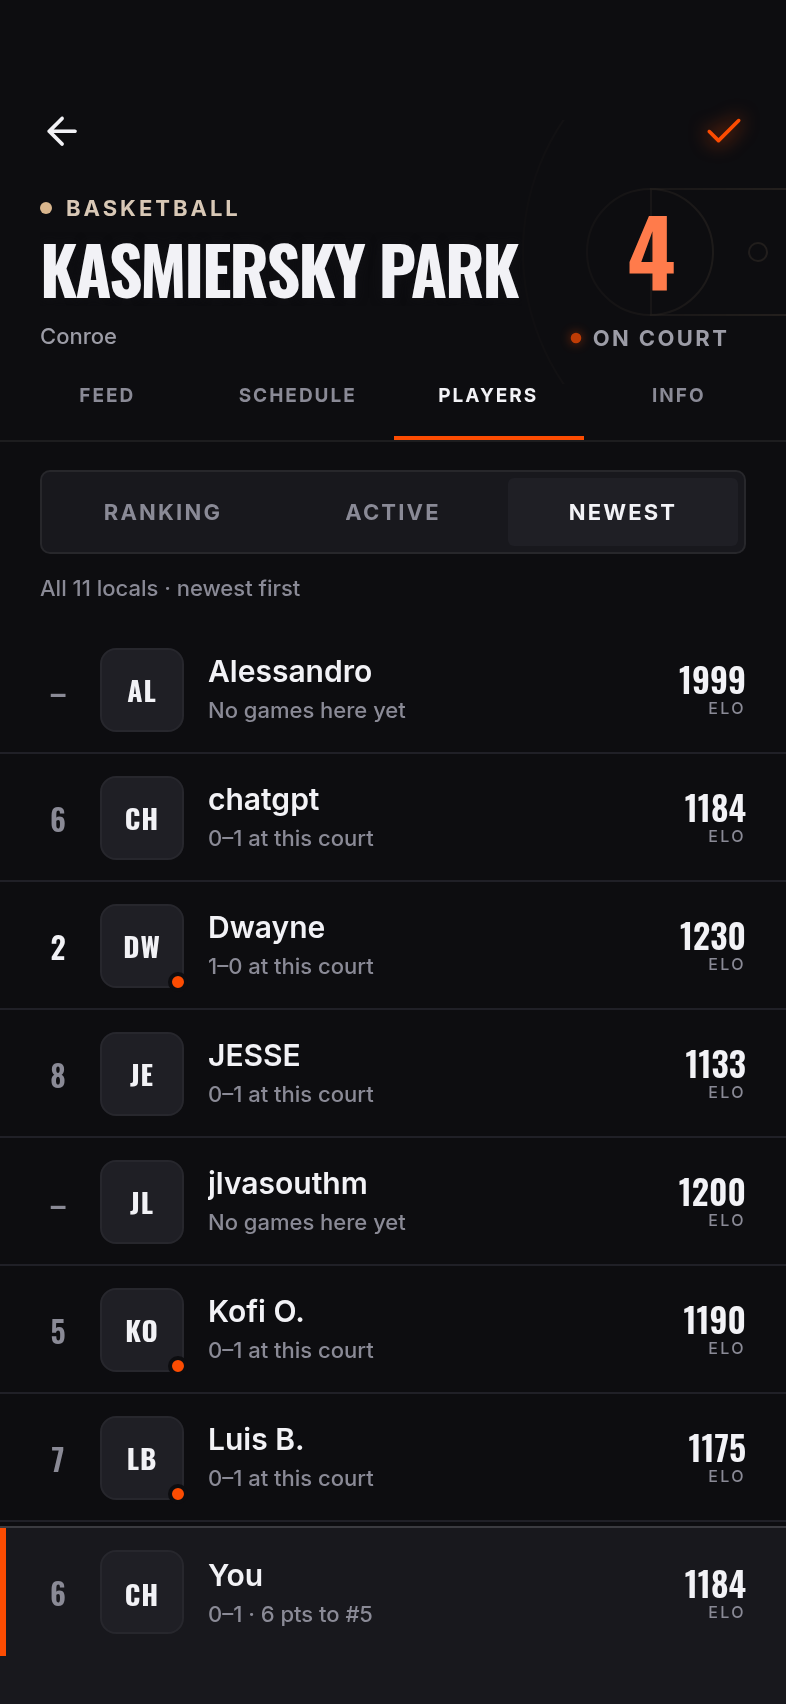 BASKETBALL
KASMIERSKY PARK
4
Conroe
ON COURT
FEED SCHEDULE PLAYERS INFO
RANKING ACTIVE NEWEST
All 11 locals · newest first
– AL Alessandro 1999
No games here yet ELO
6 CH chatgpt 1184
0–1 at this court ELO
2 DW Dwayne 1230
1–0 at this court ELO
8 JE JESSE 1133
0–1 at this court ELO
– JL jlvasouthm 1200
No games here yet ELO
5 KO Kofi O. 1190
0–1 at this court ELO
7 LB Luis B. 1175
0–1 at this court ELO
6 CH You 1184
0–1 · 6 pts to #5 ELO